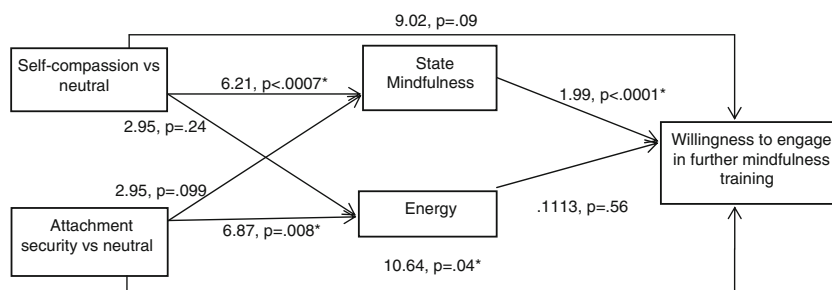 9.02, p=.09
Self-compassion vs
neutral
6.21, p<.0007*
State
Mindfulness
1.99, p<.0001*
2.95, p=.24
Willingness to engage
in further mindfulness
training
2.95, p=.099
Attachment
security vs neutral
6.87, p=.008*
Energy
.1113, p=.56
10.64, p=.04*